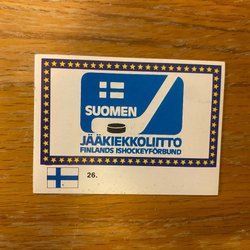 SUOMEN
JÄÄKIEKKOLIITTO
FINLANDS ISHOCKEYFÖRBUND
26.